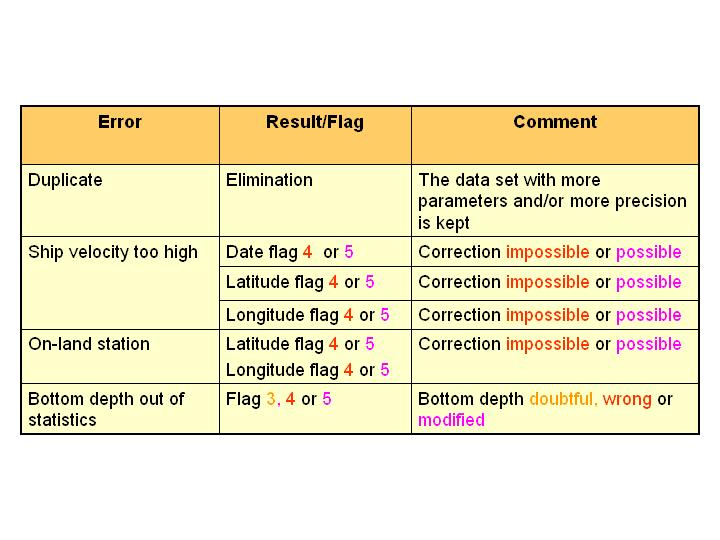 Error Result/Flag Comment
Duplicate Elimination The data set with more
parameters and/or more precision
is kept
Ship velocity too high Date flag 4 or 5 Correction impossible or possible
Latitude flag 4 or 5 Correction impossible or possible
Longitude flag 4 or 5 Correction impossible or possible
On-land station Latitude flag 4 or 5 Correction impossible or possible
Longitude flag 4 or 5
Bottom depth out of Flag 3, 4 or 5 Bottom depth doubtful, wrong or
statistics modified